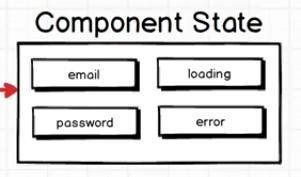 Component State
email
loading
password
error